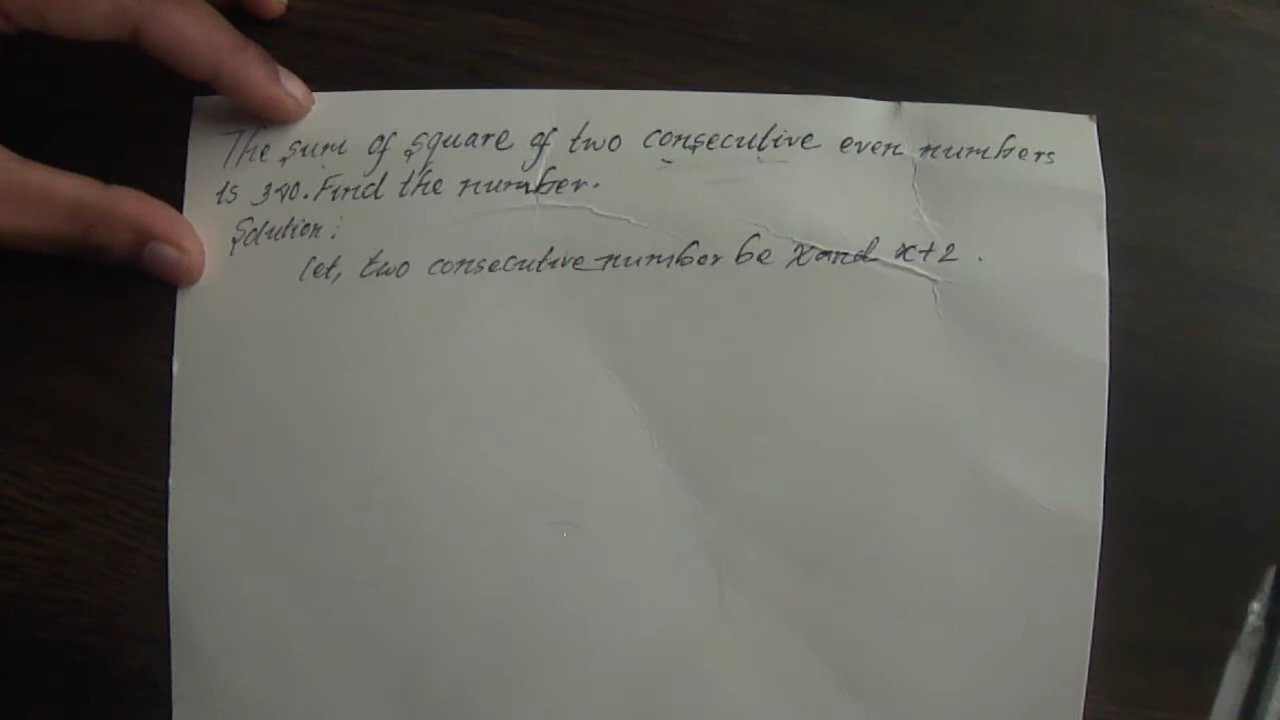 The sum of square of two consecutive even numbers
is 340. Find the number.
Solution:
let, two consecutive number be x and x+2.